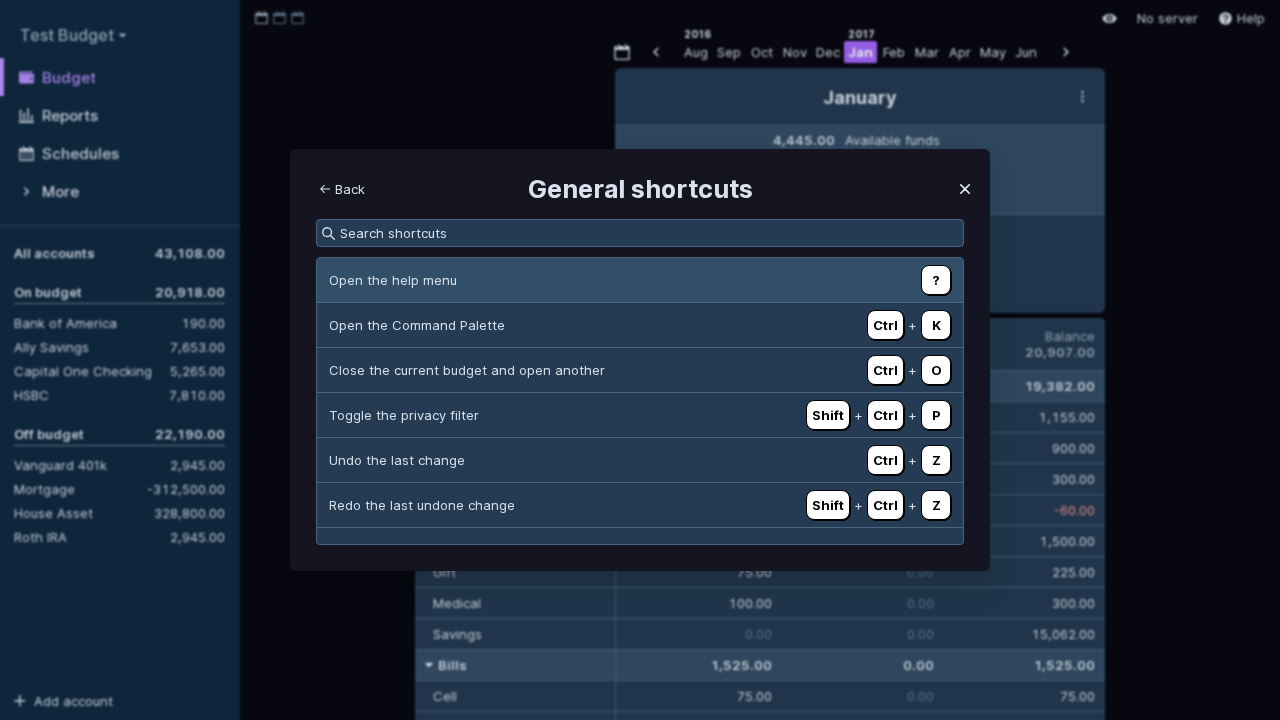 Test Budget
Budget
Reports
Schedules
More
All accounts 43,108.00
On budget 20,918.00
Bank of America 190.00
Ally Savings 7,653.00
Capital One Checking 5,265.00
HSBC 7,810.00
Off budget 22,190.00
Vanguard 401k 2,945.00
Mortgage -312,500.00
House Asset 328,800.00
Roth IRA 2,945.00
Add account
No server Help
2016 2017
Aug Sep Oct Nov Dec Jan Feb Mar Apr May Jun
January
4,445.00 Available funds
Back
General shortcuts
Search shortcuts
Open the help menu ?
Open the Command Palette Ctrl + K
Close the current budget and open another Ctrl + O
Toggle the privacy filter Shift + Ctrl + P
Undo the last change Ctrl + Z
Redo the last undone change Shift + Ctrl + Z
Balance
20,907.00
19,382.00
1,155.00
900.00
300.00
-60.00
1,500.00
Gift 75.00 0.00 225.00
Medical 100.00 0.00 300.00
Savings 0.00 0.00 15,062.00
Bills 1,525.00 0.00 1,525.00
Cell 75.00 0.00 75.00